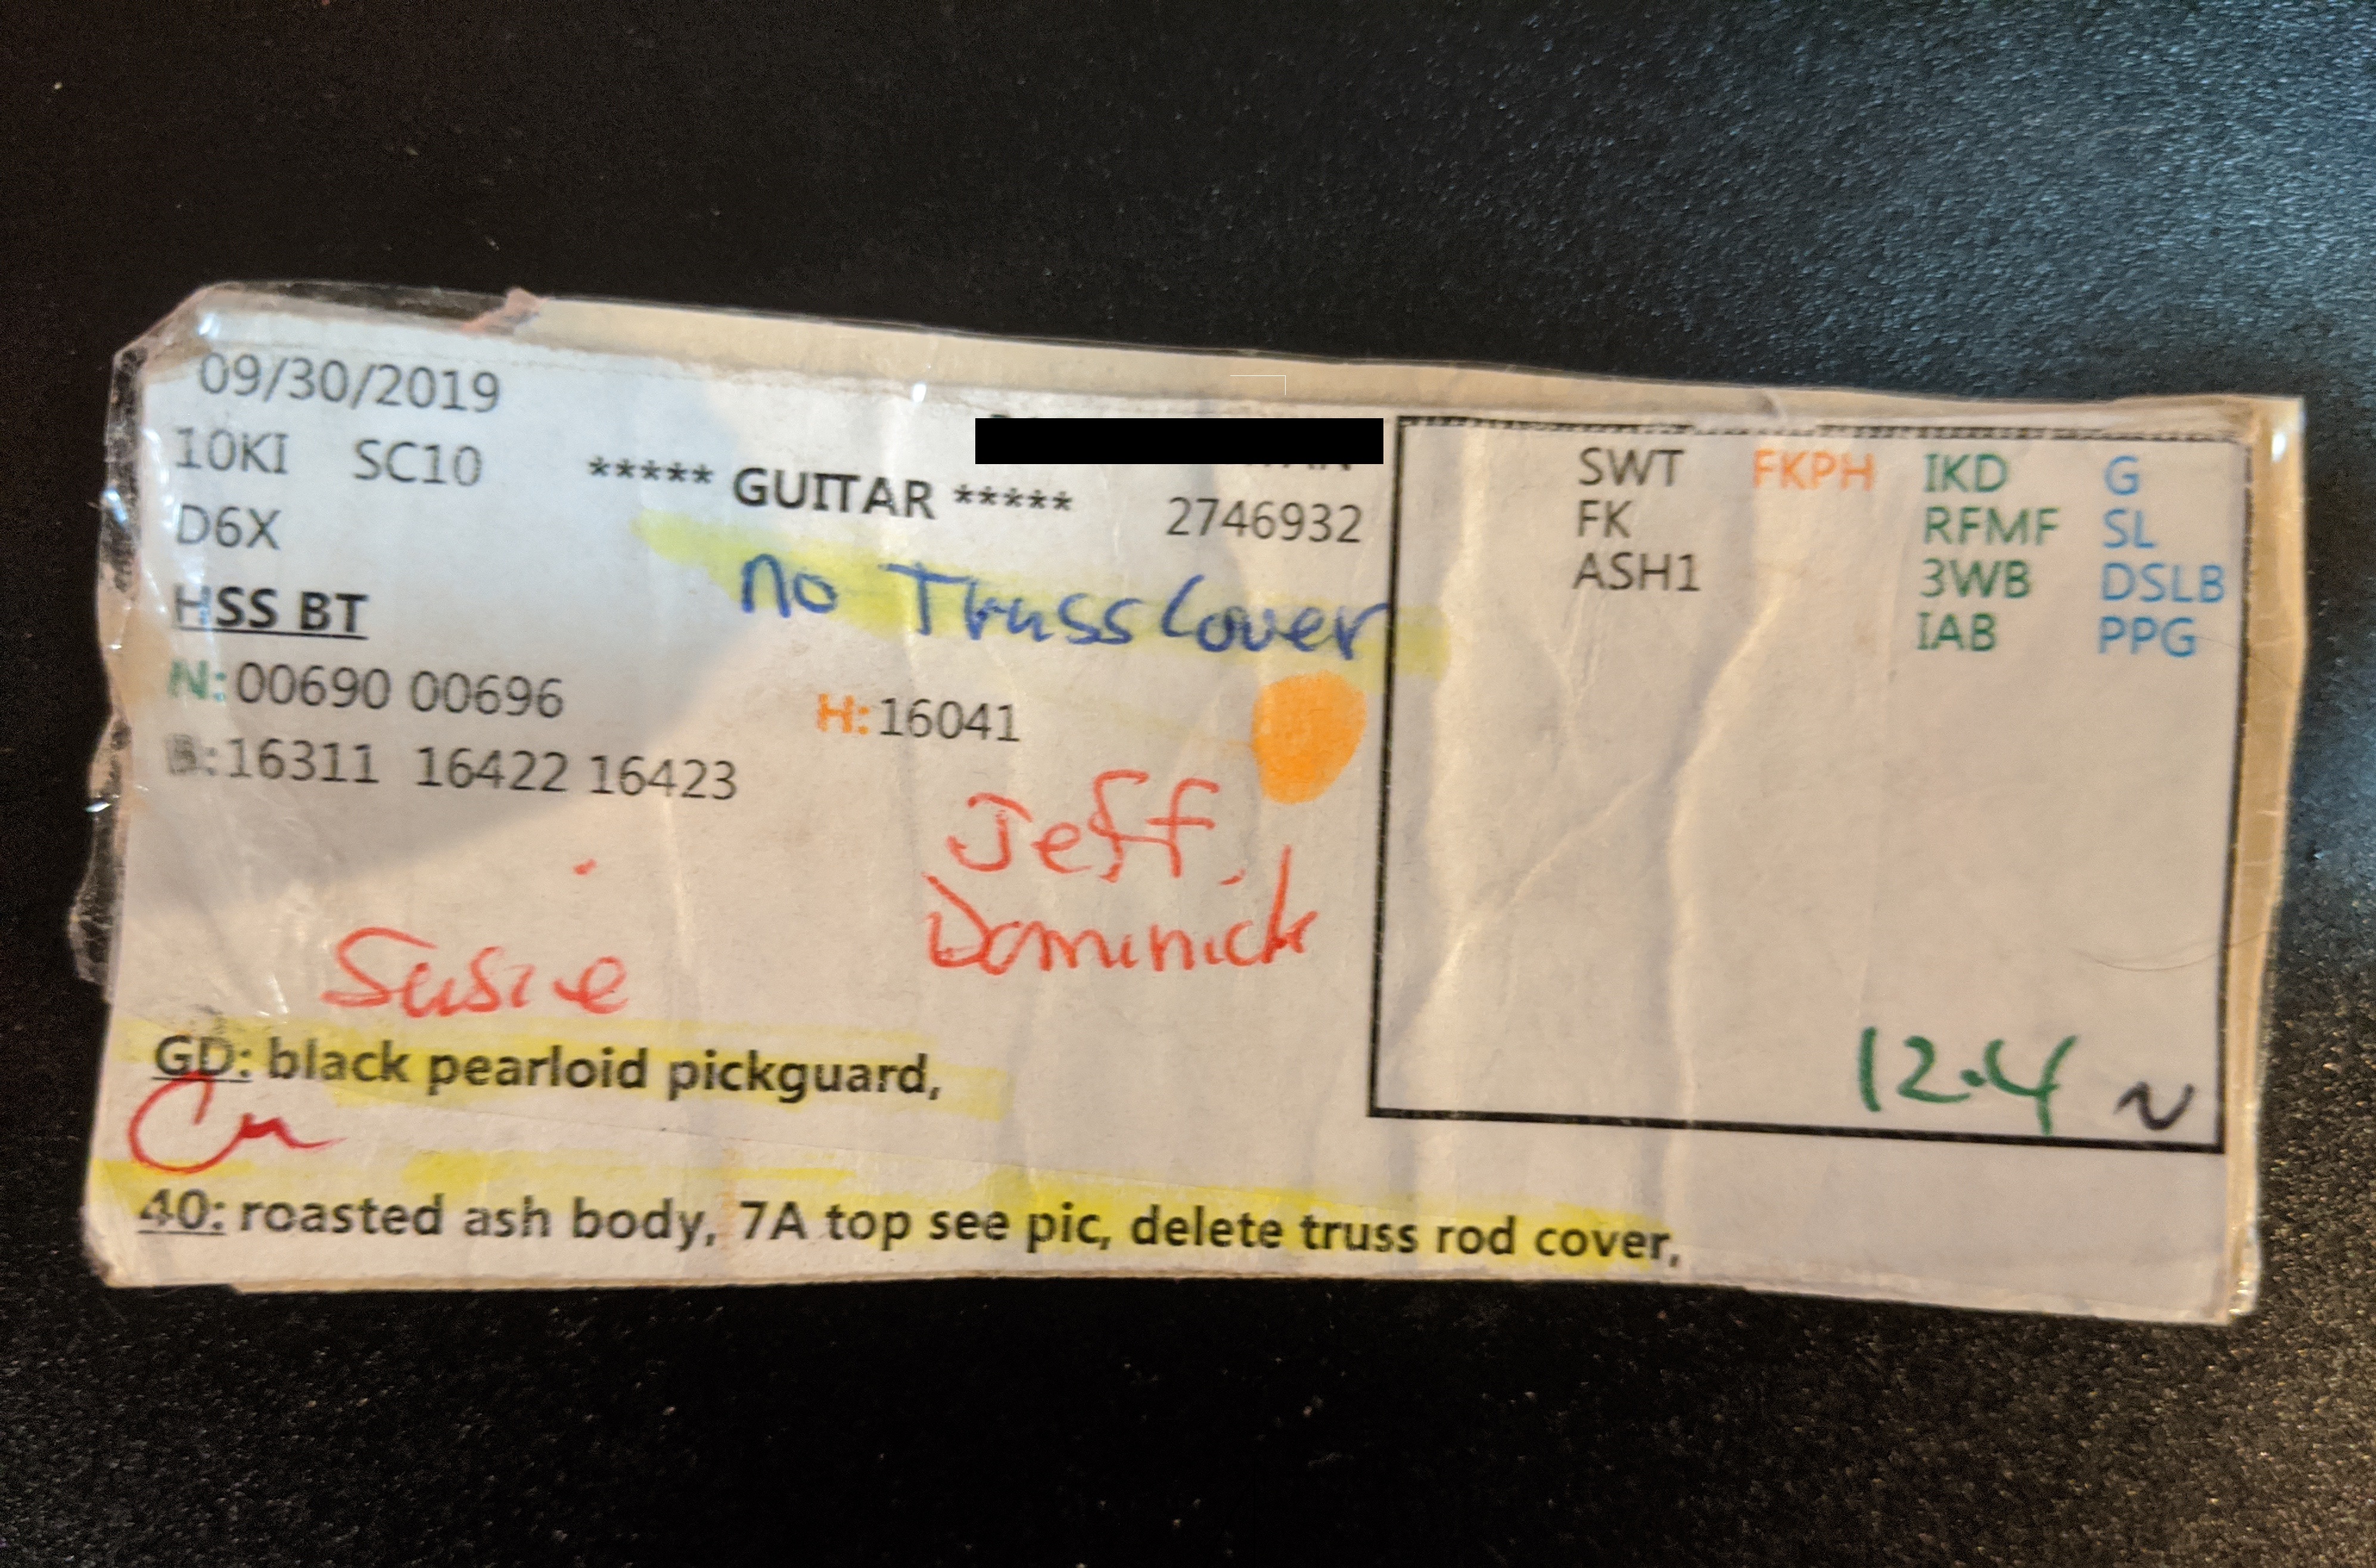 09/30/2019
10KI SC10 ***** GUITAR ***** 2746932
D6X
HSS BT
no Truss Cover
N: 00690 00696
H: 16041
B: 16311 16422 16423
Jeff
Dominick
Susie
GD: black pearloid pickguard,
40: roasted ash body, 7A top see pic, delete truss rod cover,
SWT FKPH IKD G
FK RFMF SL
ASH1 3WB DSLB
IAB PPG
12.4